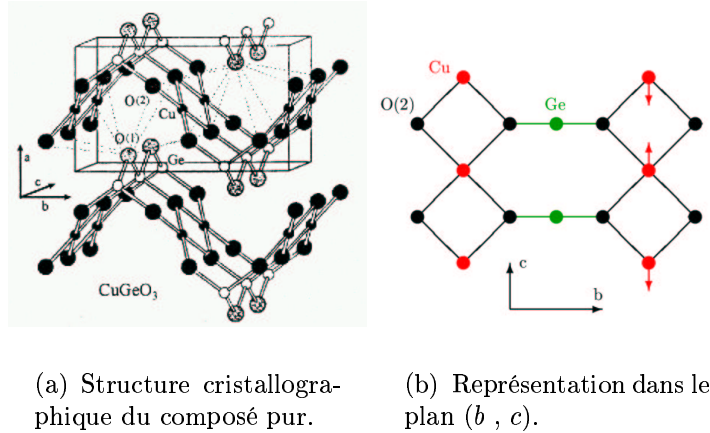 O(2)
Cu
O(1)
Ge
a
c
b
CuGeO3
Cu
O(2)
Ge
c
b
(a) Structure cristallogra-
phique du composé pur.
(b) Représentation dans le
plan (b , c).